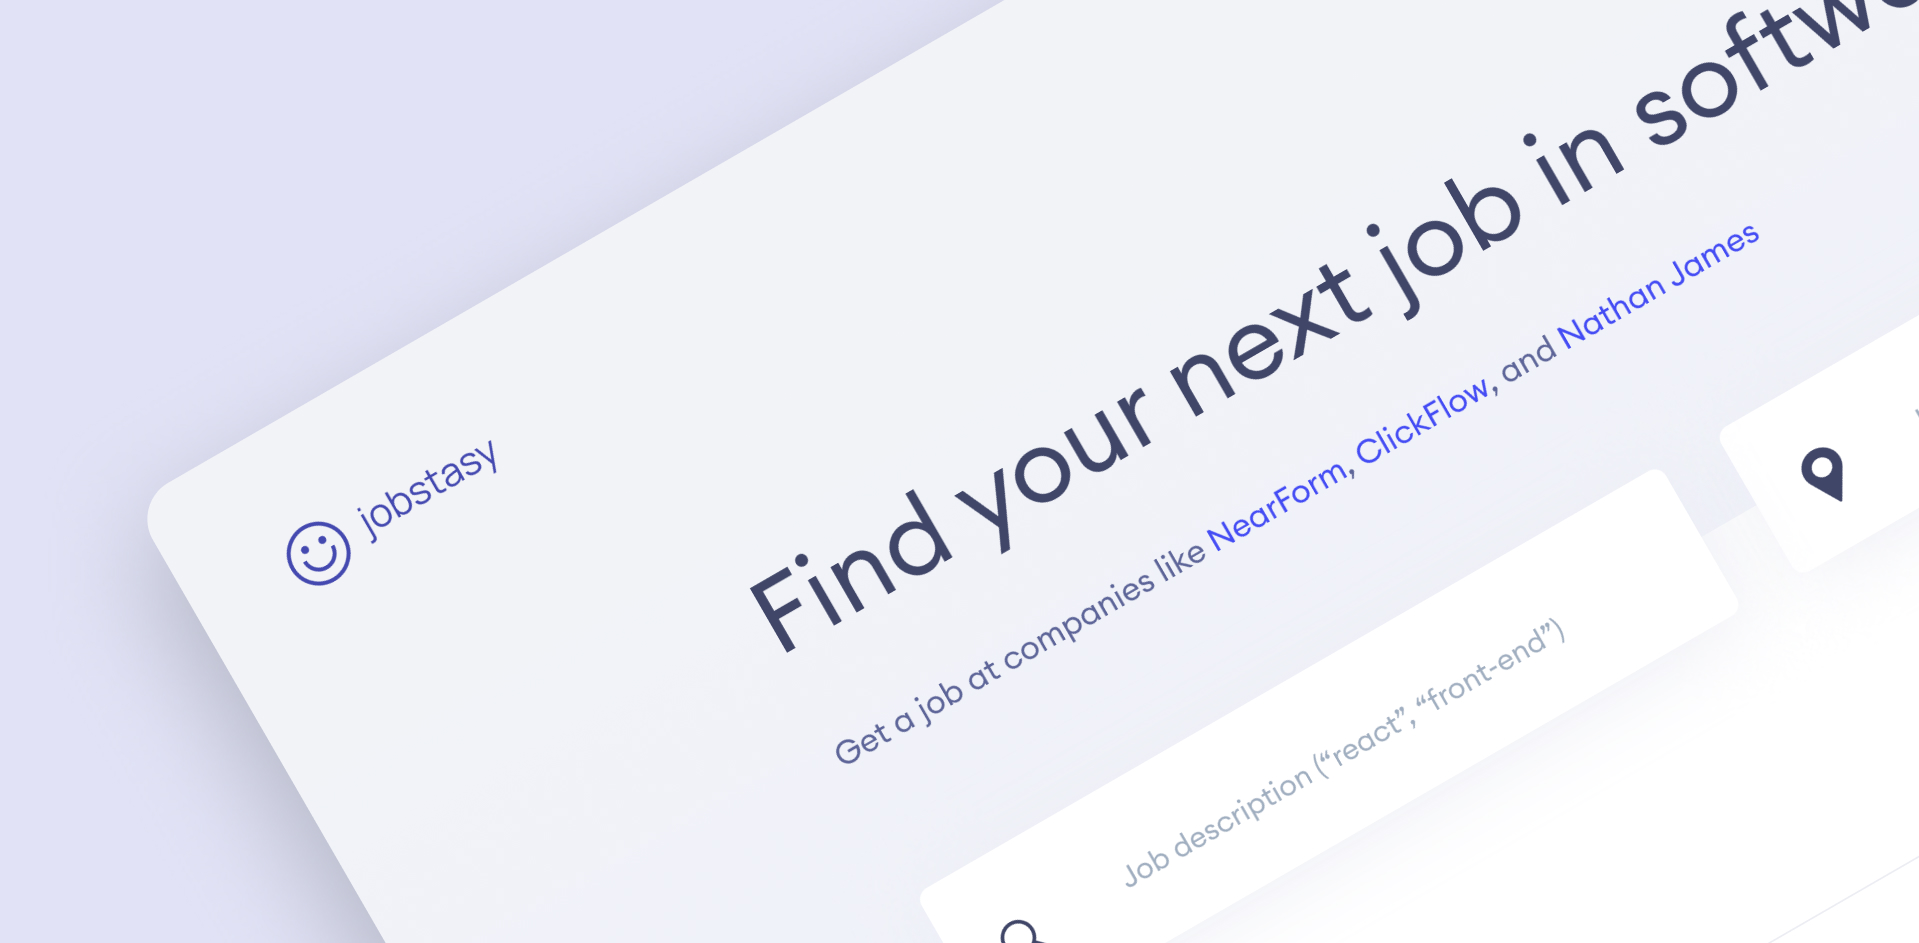 jobstasy
Find your next job in softw
Get a job at companies like NearForm, ClickFlow, and Nathan James
Job description (“react”, “front-end”)